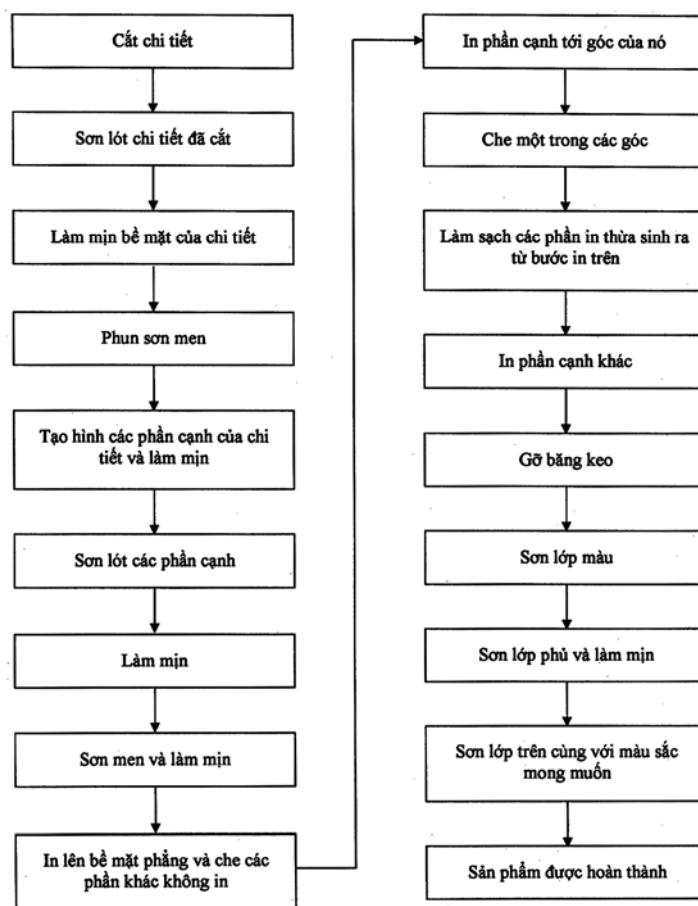 Cắt chi tiết
Sơn lót chi tiết đã cắt
Làm mịn bề mặt của chi tiết
Phun sơn men
Tạo hình các phần cạnh của chi
tiết và làm mịn
Sơn lót các phần cạnh
Làm mịn
Sơn men và làm mịn
In lên bề mặt phẳng và che các
phần khác không in
In phần cạnh tới góc của nó
Che một trong các góc
Làm sạch các phần in thừa sinh ra
từ bước in trên
In phần cạnh khác
Gỡ băng keo
Sơn lớp màu
Sơn lớp phủ và làm mịn
Sơn lớp trên cùng với màu sắc
mong muốn
Sản phẩm được hoàn thành